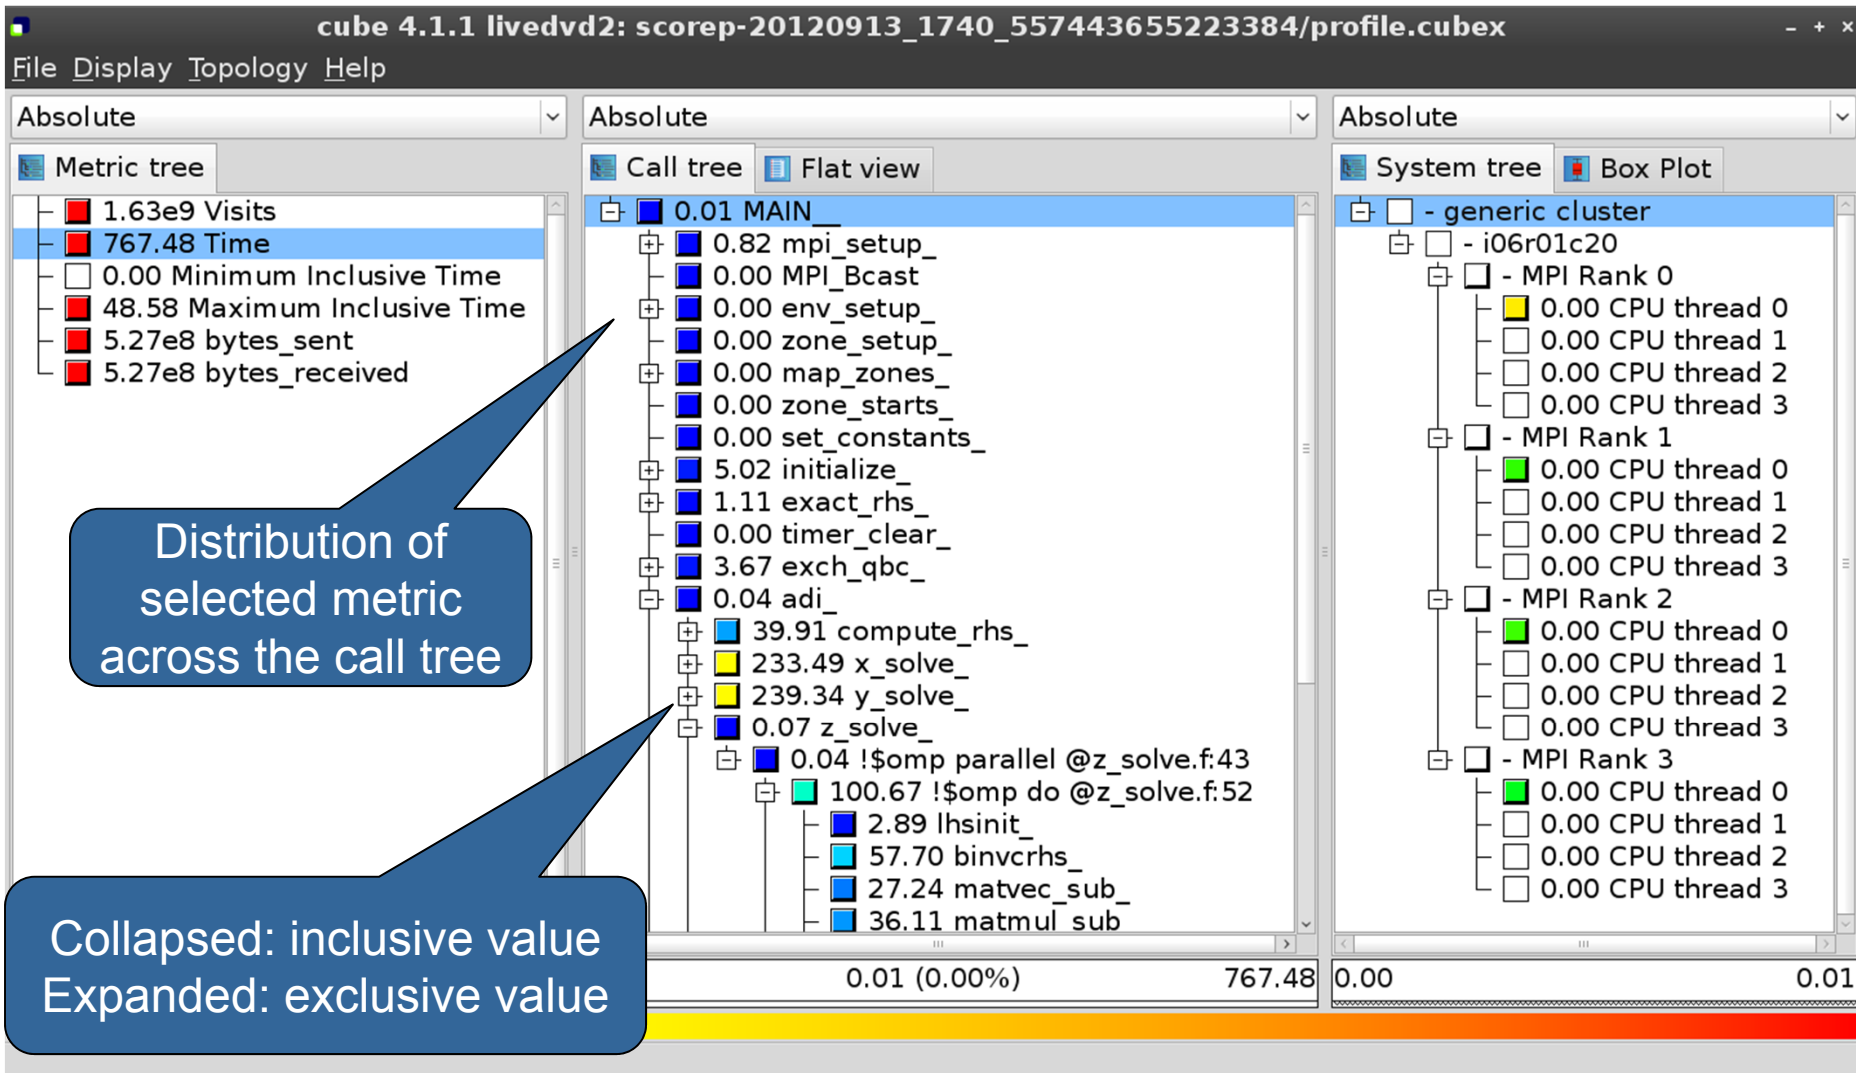 cube 4.1.1 livedvd2: scorep-20120913_1740_557443655223384/profile.cubex
File Display Topology Help
Absolute
Metric tree
1.63e9 Visits
767.48 Time
0.00 Minimum Inclusive Time
48.58 Maximum Inclusive Time
5.27e8 bytes_sent
5.27e8 bytes_received
Distribution of
selected metric
across the call tree
Collapsed: inclusive value
Expanded: exclusive value
Absolute
Call tree Flat view
0.01 MAIN__
0.82 mpi_setup_
0.00 MPI_Bcast
0.00 env_setup_
0.00 zone_setup_
0.00 map_zones_
0.00 zone_starts_
0.00 set_constants_
5.02 initialize_
1.11 exact_rhs_
0.00 timer_clear_
3.67 exch_qbc_
0.04 adi_
39.91 compute_rhs_
233.49 x_solve_
239.34 y_solve_
0.07 z_solve_
0.04 !$omp parallel @z_solve.f:43
100.67 !$omp do @z_solve.f:52
2.89 lhsinit_
57.70 binvcrhs_
27.24 matvec_sub_
36.11 matmul_sub
0.01 (0.00%) 767.48
Absolute
System tree Box Plot
- generic cluster
- i06r01c20
- MPI Rank 0
0.00 CPU thread 0
0.00 CPU thread 1
0.00 CPU thread 2
0.00 CPU thread 3
- MPI Rank 1
0.00 CPU thread 0
0.00 CPU thread 1
0.00 CPU thread 2
0.00 CPU thread 3
- MPI Rank 2
0.00 CPU thread 0
0.00 CPU thread 1
0.00 CPU thread 2
0.00 CPU thread 3
- MPI Rank 3
0.00 CPU thread 0
0.00 CPU thread 1
0.00 CPU thread 2
0.00 CPU thread 3
0.00 0.01